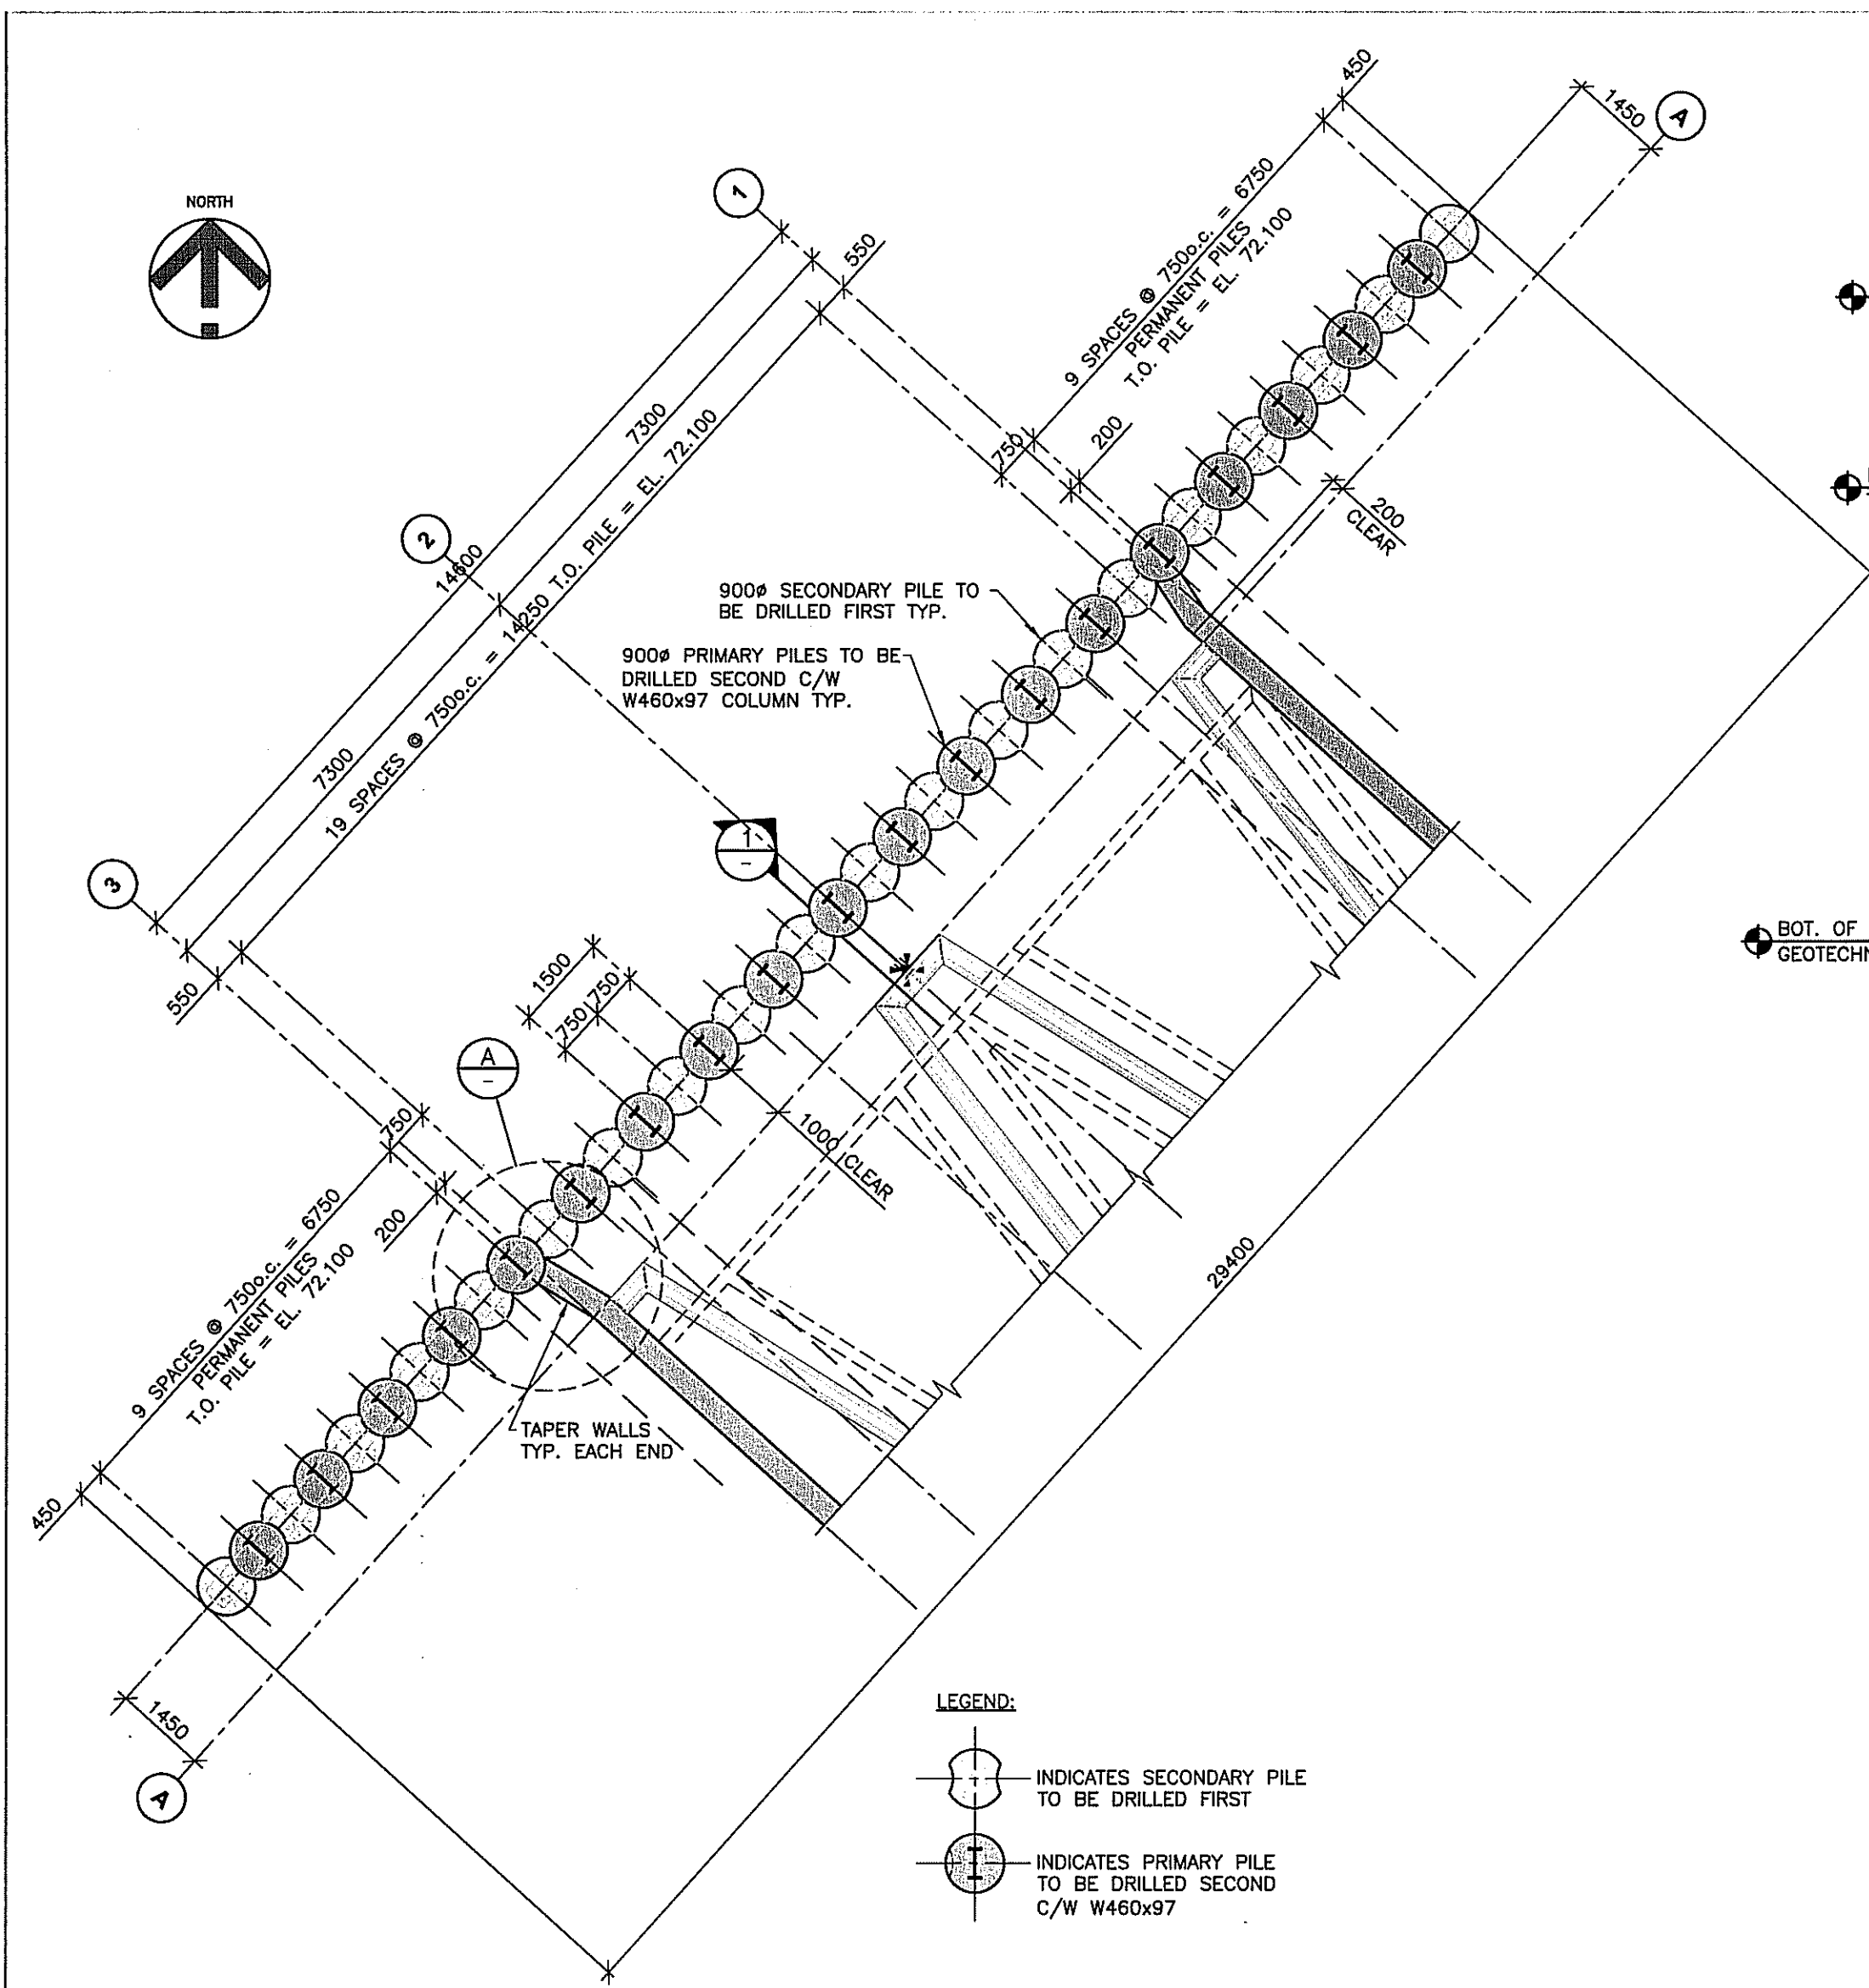 NORTH
1
2
3
A
450
1450
550
9 SPACES @ 750o.c. = 6750
PERMANENT PILES
T.O. PILE = EL. 72.100
750
200
7300
14600
7300
19 SPACES @ 750o.c. = 14250 T.O. PILE = EL. 72.100
200
CLEAR
900ø SECONDARY PILE TO
BE DRILLED FIRST TYP.
900ø PRIMARY PILES TO BE
DRILLED SECOND C/W
W460x97 COLUMN TYP.
1
-
BOT. OF
GEOTECHN
550
1500
750
750
A
-
1000 CLEAR
750
200
9 SPACES @ 750o.c. = 6750
PERMANENT PILES
T.O. PILE = EL. 72.100
29400
TAPER WALLS
TYP. EACH END
450
1450
A
LEGEND:
INDICATES SECONDARY PILE
TO BE DRILLED FIRST
INDICATES PRIMARY PILE
TO BE DRILLED SECOND
C/W W460x97